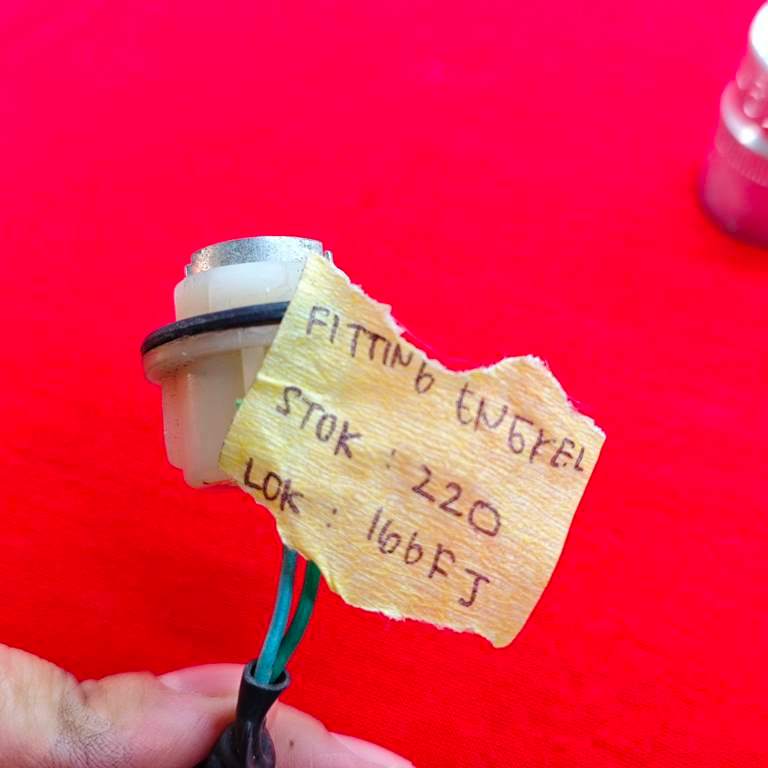 FITTING ENGKEL
STOK : 220
LOK : 166FJ